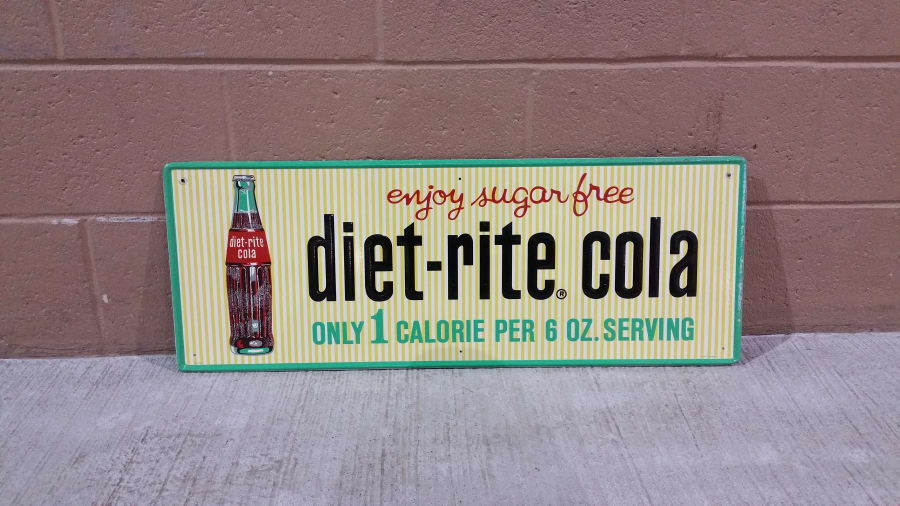 enjoy sugar free
diet-rite® cola
ONLY 1 CALORIE PER 6 OZ. SERVING
diet-rite
cola